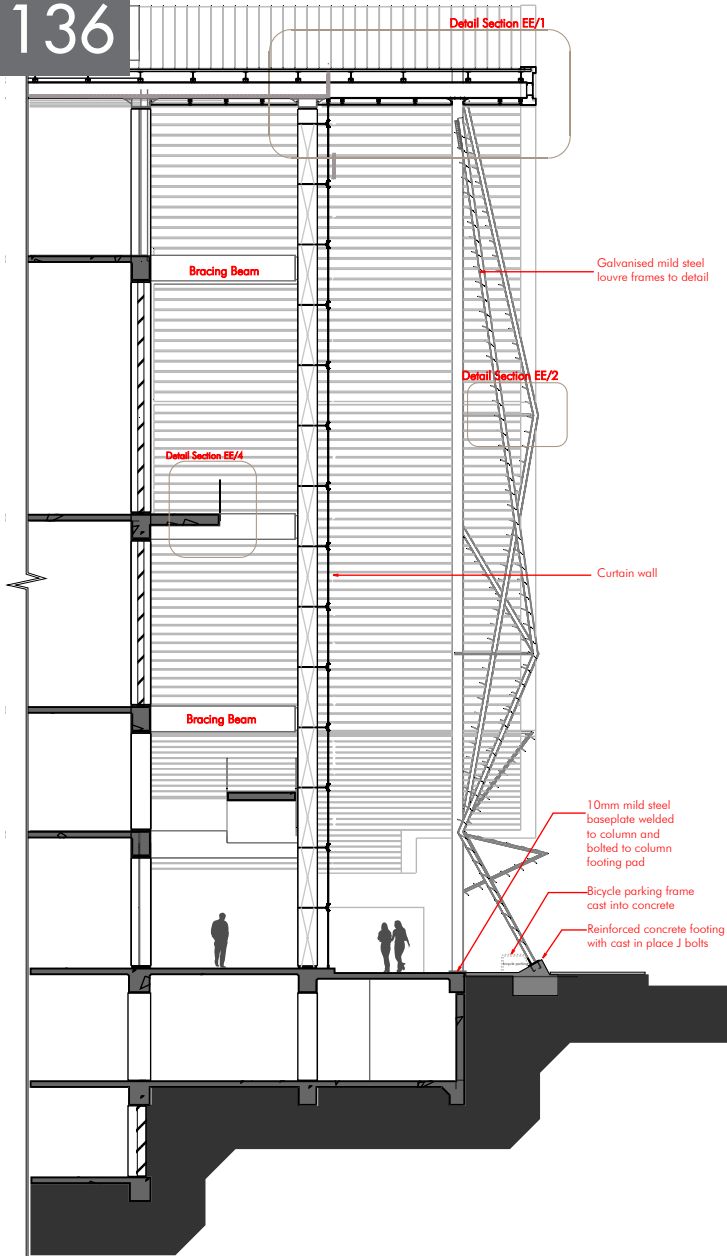 136
Detail Section EE/1
Bracing Beam
Galvanised mild steel
louvre frames to detail
Detail Section EE/2
Detail Section EE/4
Curtain wall
Bracing Beam
10mm mild steel
baseplate welded
to column and
bolted to column
footing pad
Bicycle parking frame
cast into concrete
Reinforced concrete footing
with cast in place J bolts